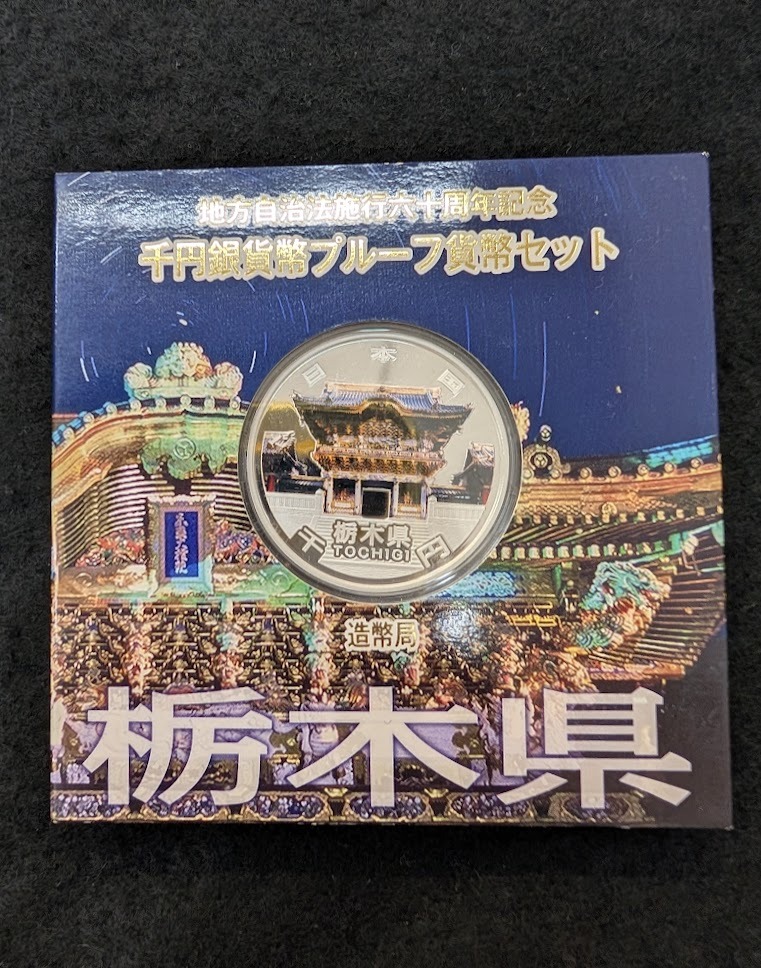 地方自治法施行六十周年記念
千円銀貨幣プルーフ貨幣セット
日本国
栃木県
TOCHIGI
千円
造幣局
栃木県